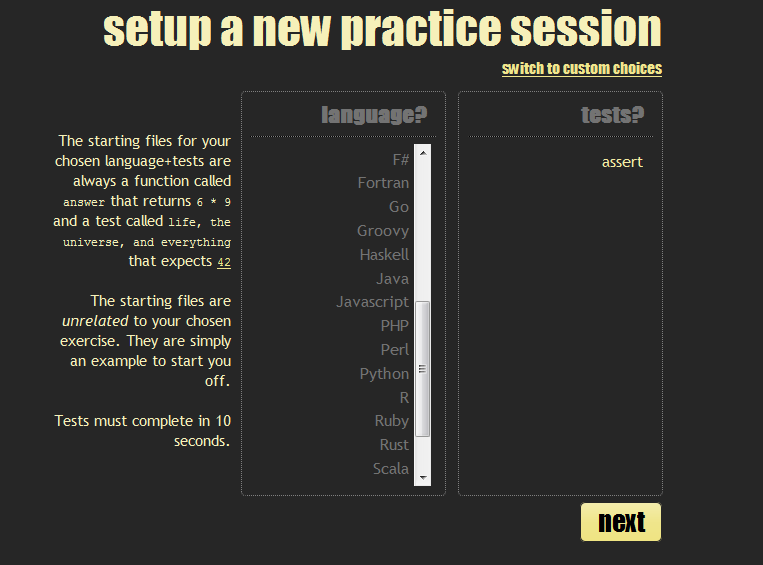 setup a new practice session
switch to custom choices
The starting files for your
chosen language+tests are
always a function called
answer that returns 6 * 9
and a test called life, the
universe, and everything
that expects 42
The starting files are
unrelated to your chosen
exercise. They are simply
an example to start you
off.
Tests must complete in 10
seconds.
language?
F#
Fortran
Go
Groovy
Haskell
Java
Javascript
PHP
Perl
Python
R
Ruby
Rust
Scala
tests?
assert
next